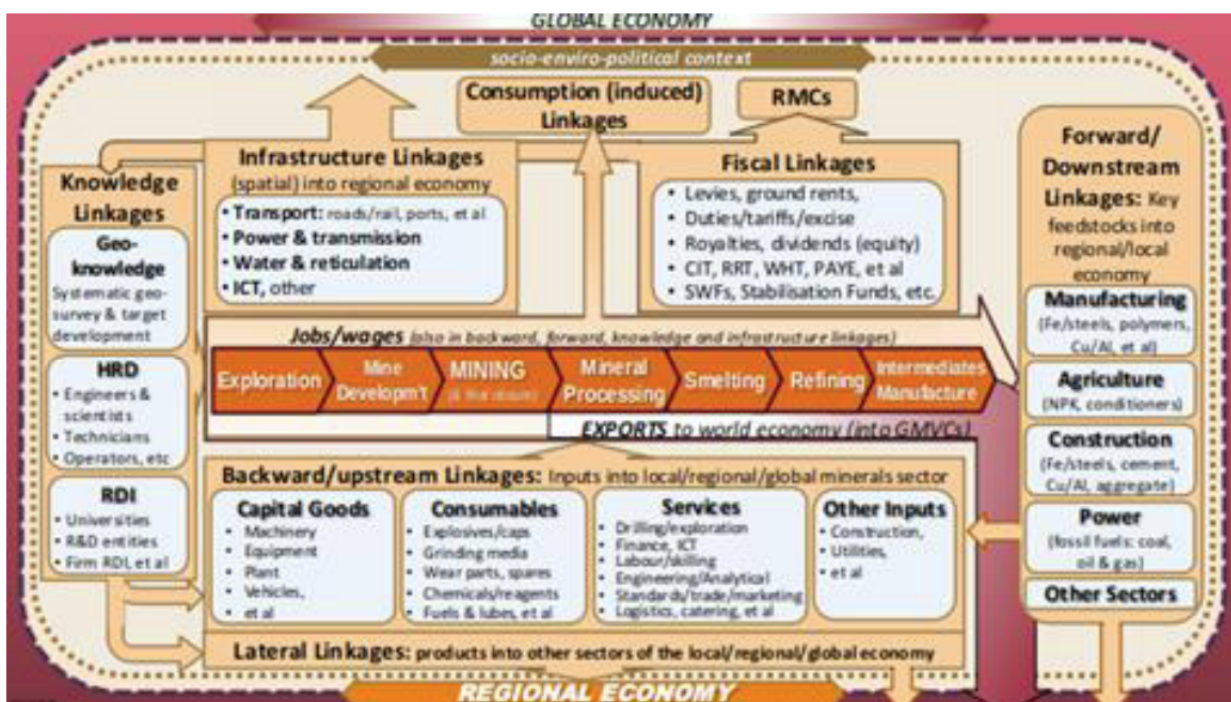 GLOBAL ECONOMY
socio-enviro-political context
Consumption (induced)
Linkages
RMCs
Infrastructure Linkages
(spatial) into regional economy
• Transport: roads/rail, ports, et al
• Power & transmission
• Water & reticulation
• ICT, other
Fiscal Linkages
• Levies, ground rents,
• Duties/tariffs/excise
• Royalties, dividends (equity)
• CIT, RRT, WHT, PAYE, et al
• SWFs, Stabilisation Funds, etc.
Knowledge
Linkages
Geo-
knowledge
Systematic geo-
survey & target
development
HRD
• Engineers &
scientists
• Technicians
• Operators, etc
RDI
• Universities
• R&D entities
• Firm RDI, et al
Jobs/wages (also in backward, forward, knowledge and infrastructure linkages)
Exploration
Mine
Developm't
MINING
Mineral
Processing
Smelting
Refining
Intermediates
Manufacture
EXPORTS to world economy (into GMVCs)
Backward/upstream Linkages: Inputs into local/regional/global minerals sector
Capital Goods
• Machinery
• Equipment
• Plant
• Vehicles,
• et al
Consumables
• Explosives/caps
• Grinding media
• Wear parts, spares
• Chemicals/reagents
• Fuels & lubes, et al
Services
• Drilling/exploration
• Finance, ICT
• Labour/skilling
• Engineering/Analytical
• Standards/trade/marketing
• Logistics, catering, et al
Other Inputs
• Construction,
• Utilities,
• et al
Lateral Linkages: products into other sectors of the local/regional/global economy
REGIONAL ECONOMY
Forward/
Downstream
Linkages: Key
feedstocks into
regional/local
economy
Manufacturing
(Fe/steels, polymers,
Cu/Al, et al)
Agriculture
(NPK, conditioners)
Construction
(Fe/steels, cement,
Cu/Al, aggregate)
Power
(fossil fuels: coal,
oil & gas)
Other Sectors